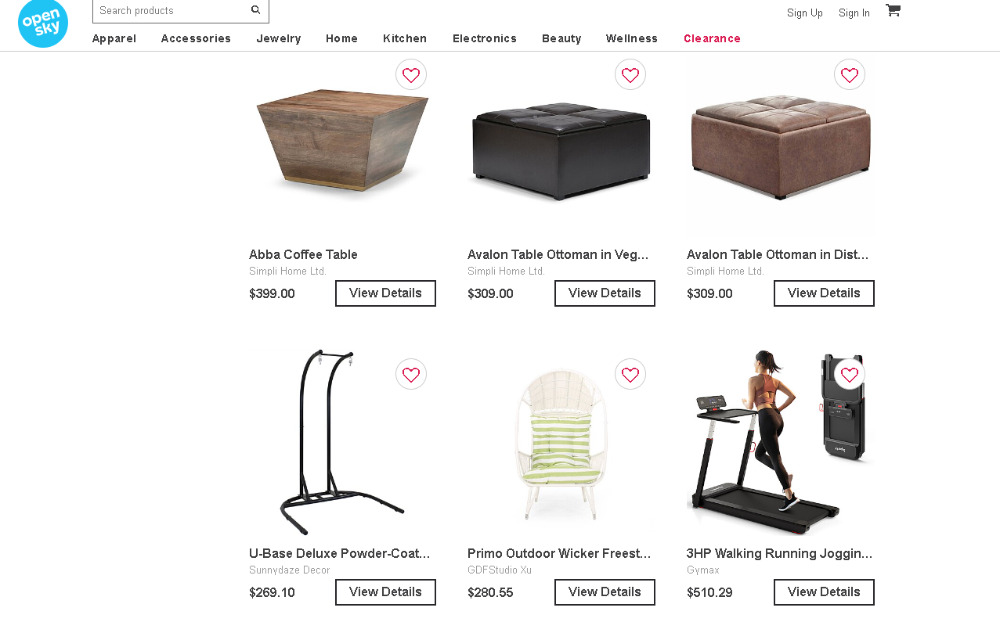 open sky
Search products
Sign Up
Sign In
Apparel
Accessories
Jewelry
Home
Kitchen
Electronics
Beauty
Wellness
Clearance
Abba Coffee Table
Simpli Home Ltd.
$399.00
View Details
Avalon Table Ottoman in Veg...
Simpli Home Ltd.
$309.00
View Details
Avalon Table Ottoman in Dist...
Simpli Home Ltd.
$309.00
View Details
U-Base Deluxe Powder-Coat...
Sunnydaze Decor
$269.10
View Details
Primo Outdoor Wicker Freest...
GDFStudio Xu
$280.55
View Details
3HP Walking Running Joggin...
Gymax
$510.29
View Details